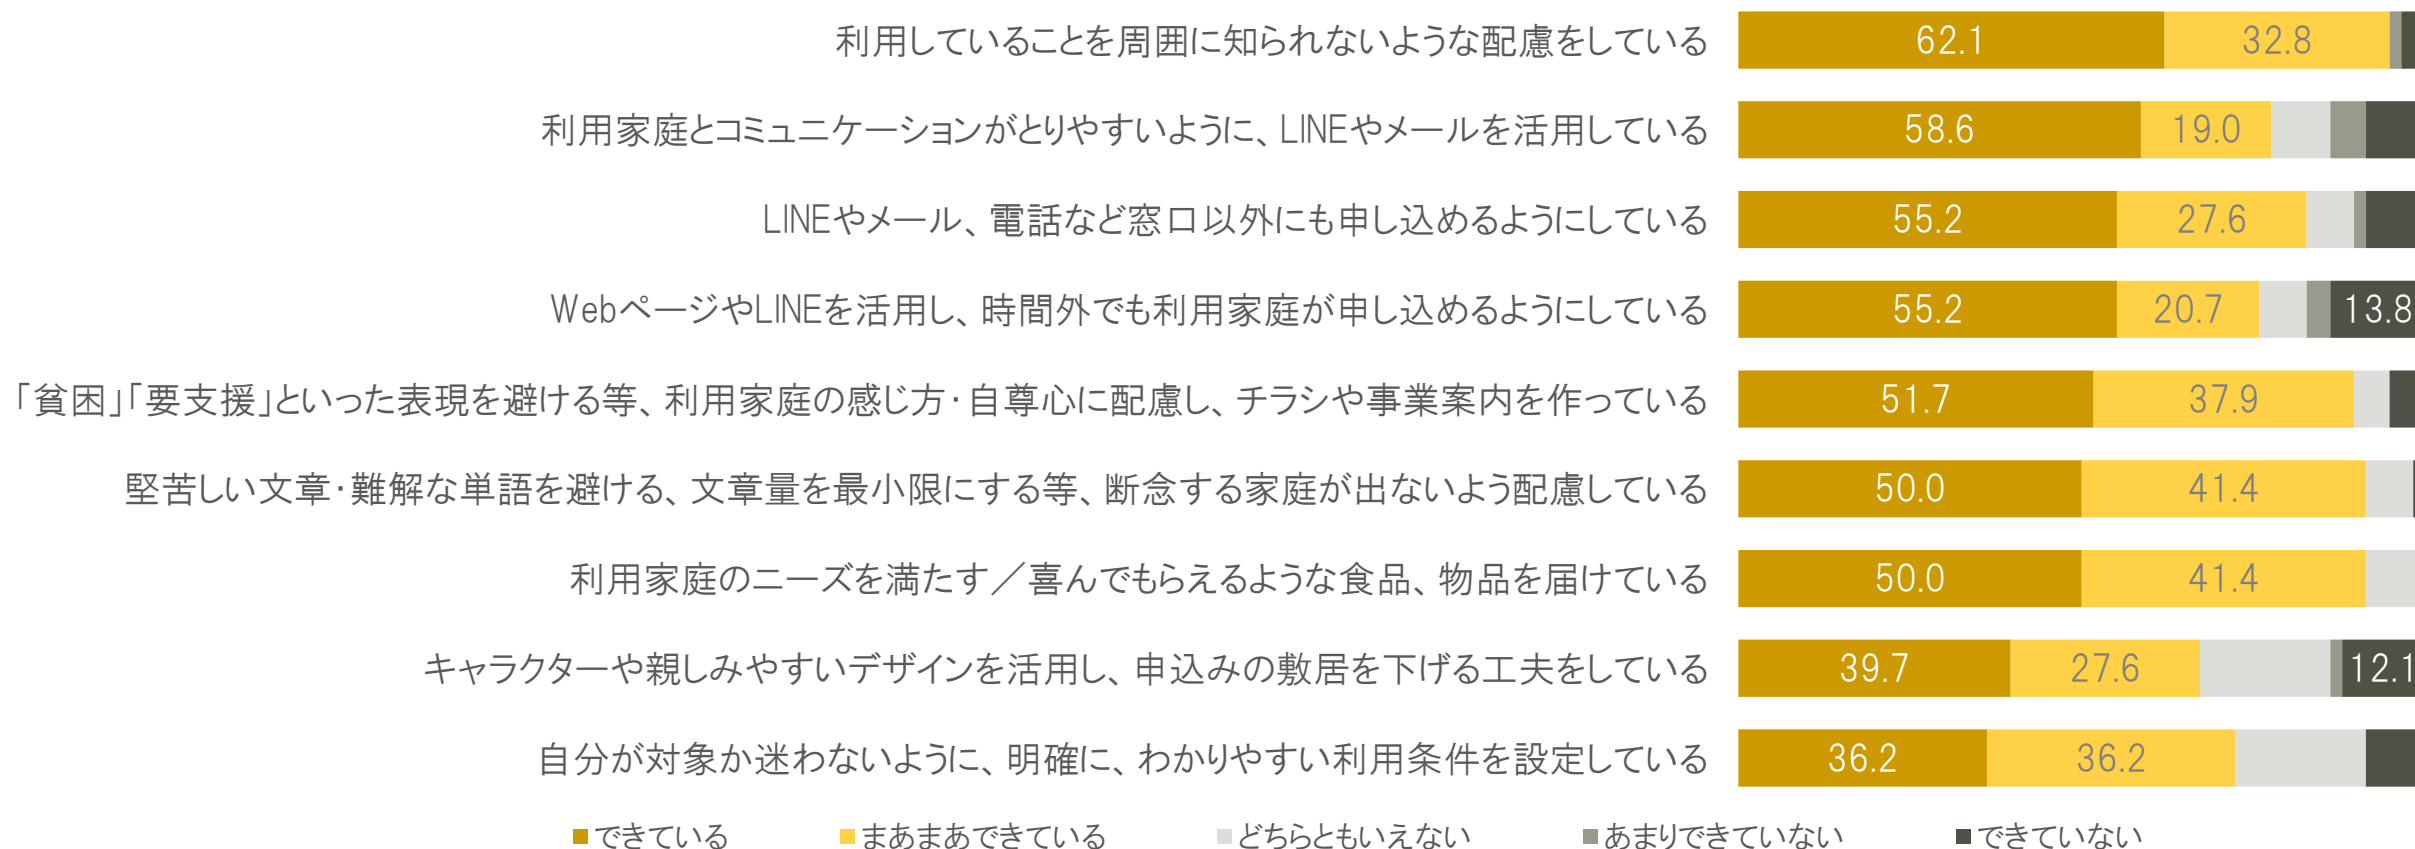 利用していることを周囲に知られないような配慮をしている 62.1 32.8
利用家庭とコミュニケーションがとりやすいように、LINEやメールを活用している 58.6 19.0
LINEやメール、電話など窓口以外にも申し込めるようにしている 55.2 27.6
WebページやLINEを活用し、時間外でも利用家庭が申し込めるようにしている 55.2 20.7 13.8
「貧困」「要支援」といった表現を避ける等、利用家庭の感じ方・自尊心に配慮し、チラシや事業案内を作っている 51.7 37.9
堅苦しい文章・難解な単語を避ける、文章量を最小限にする等、断念する家庭が出ないよう配慮している 50.0 41.4
利用家庭のニーズを満たす／喜んでもらえるような食品、物品を届けている 50.0 41.4
キャラクターや親しみやすいデザインを活用し、申込みの敷居を下げる工夫をしている 39.7 27.6 12.1
自分が対象か迷わないように、明確に、わかりやすい利用条件を設定している 36.2 36.2
できている まあまあできている どちらともいえない あまりできていない できていない